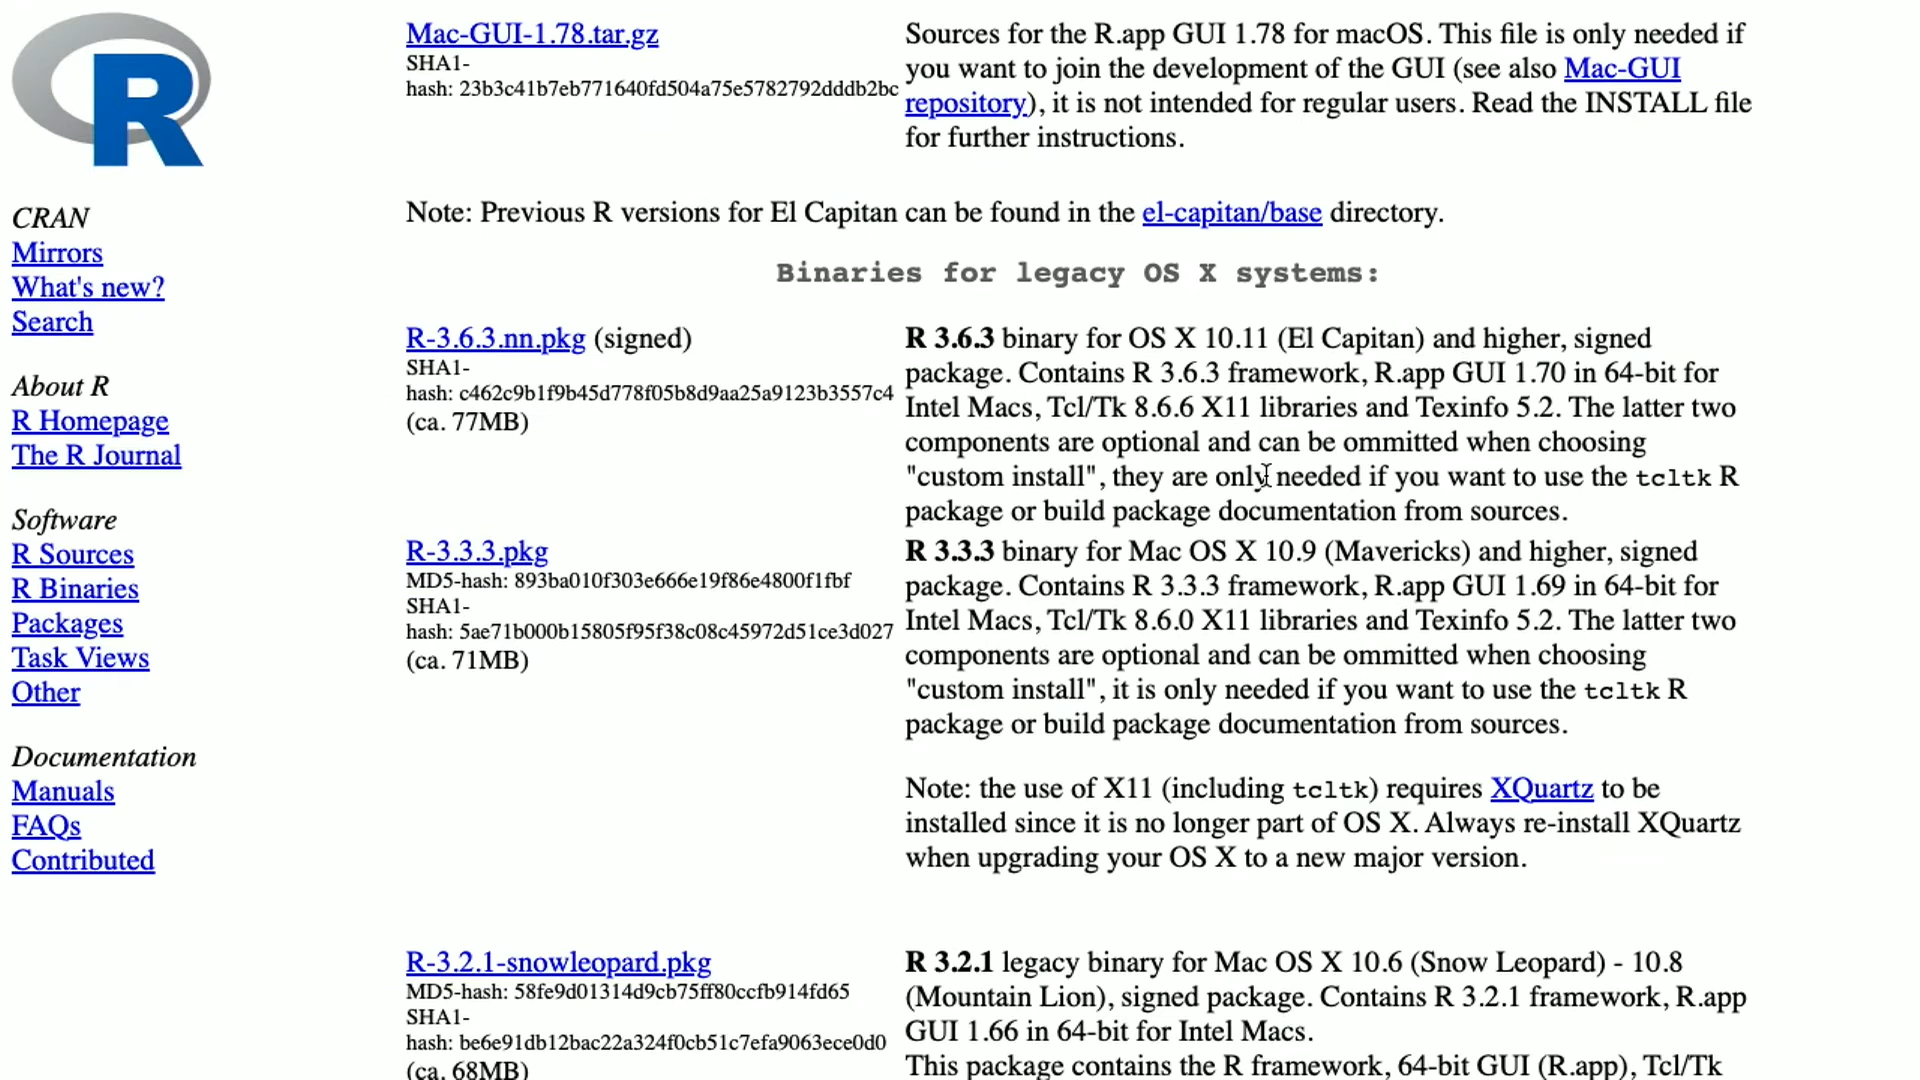 R
CRAN
Mirrors
What's new?
Search
About R
R Homepage
The R Journal
Software
R Sources
R Binaries
Packages
Task Views
Other
Documentation
Manuals
FAQs
Contributed
Mac-GUI-1.78.tar.gz
SHA1-
hash: 23b3c41b7eb771640fd504a75e5782792dddb2bc
Sources for the R.app GUI 1.78 for macOS. This file is only needed if
you want to join the development of the GUI (see also Mac-GUI
repository), it is not intended for regular users. Read the INSTALL file
for further instructions.
Note: Previous R versions for El Capitan can be found in the el-capitan/base directory.
Binaries for legacy OS X systems:
R-3.6.3.nn.pkg (signed)
SHA1-
hash: c462c9b1f9b45d778f05b8d9aa25a9123b3557c4
(ca. 77MB)
R 3.6.3 binary for OS X 10.11 (El Capitan) and higher, signed
package. Contains R 3.6.3 framework, R.app GUI 1.70 in 64-bit for
Intel Macs, Tcl/Tk 8.6.6 X11 libraries and Texinfo 5.2. The latter two
components are optional and can be ommitted when choosing
"custom install", they are only needed if you want to use the tcltk R
package or build package documentation from sources.
R-3.3.3.pkg
MD5-hash: 893ba010f303e666e19f86e4800f1fbf
SHA1-
hash: 5ae71b000b15805f95f38c08c45972d51ce3d027
(ca. 71MB)
R 3.3.3 binary for Mac OS X 10.9 (Mavericks) and higher, signed
package. Contains R 3.3.3 framework, R.app GUI 1.69 in 64-bit for
Intel Macs, Tcl/Tk 8.6.0 X11 libraries and Texinfo 5.2. The latter two
components are optional and can be ommitted when choosing
"custom install", it is only needed if you want to use the tcltk R
package or build package documentation from sources.
Note: the use of X11 (including tcltk) requires XQuartz to be
installed since it is no longer part of OS X. Always re-install XQuartz
when upgrading your OS X to a new major version.
R-3.2.1-snowleopard.pkg
MD5-hash: 58fe9d01314d9cb75ff80ccfb914fd65
SHA1-
hash: be6e91db12bac22a324f0cb51c7efa9063ece0d0
(ca. 68MB)
R 3.2.1 legacy binary for Mac OS X 10.6 (Snow Leopard) - 10.8
(Mountain Lion), signed package. Contains R 3.2.1 framework, R.app
GUI 1.66 in 64-bit for Intel Macs.
This package contains the R framework, 64-bit GUI (R.app), Tcl/Tk